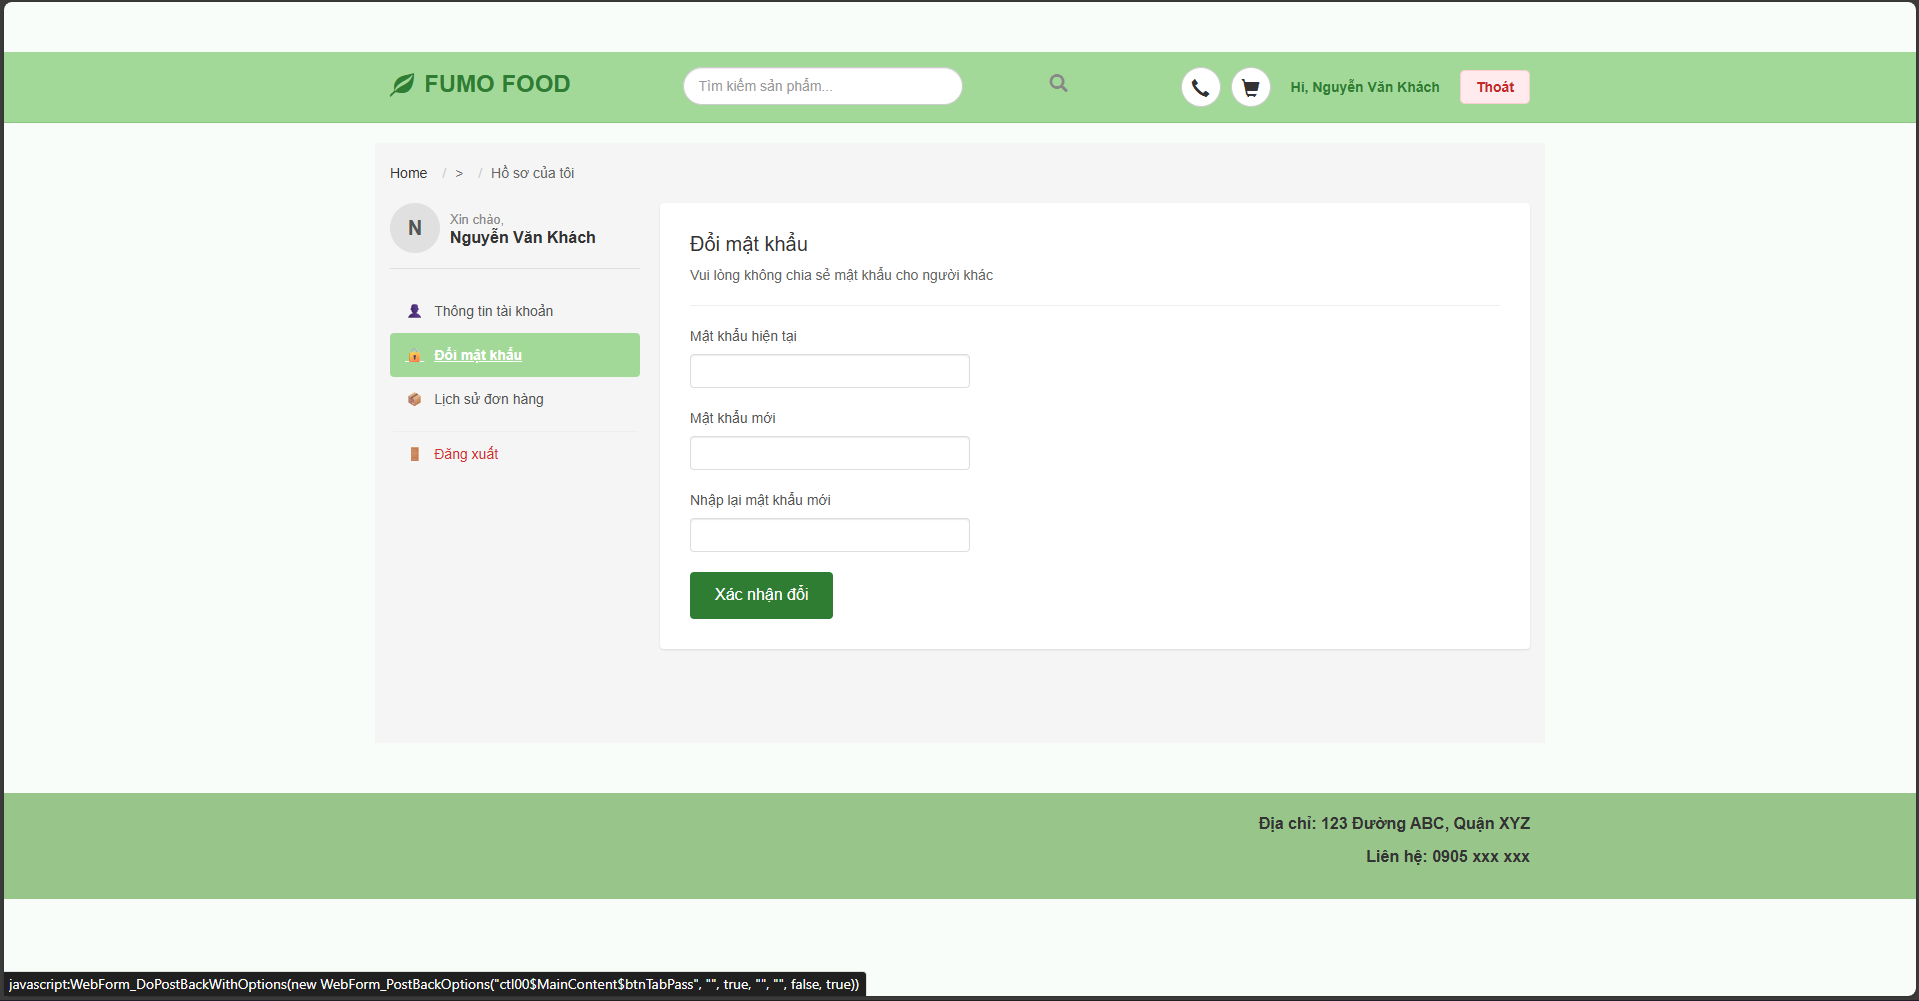 FUMO FOOD
Tìm kiếm sản phẩm...
Hi, Nguyễn Văn Khách
Thoát
Home / > / Hồ sơ của tôi
N
Xin chào,
Nguyễn Văn Khách
Thông tin tài khoản
Đổi mật khẩu
Lịch sử đơn hàng
Đăng xuất
Đổi mật khẩu
Vui lòng không chia sẻ mật khẩu cho người khác
Mật khẩu hiện tại
Mật khẩu mới
Nhập lại mật khẩu mới
Xác nhận đổi
Địa chỉ: 123 Đường ABC, Quận XYZ
Liên hệ: 0905 xxx xxx
javascript:WebForm_DoPostBackWithOptions(new WebForm_PostBackOptions("ctl00$MainContent$btnTabPass", "", true, "", "", false, true))